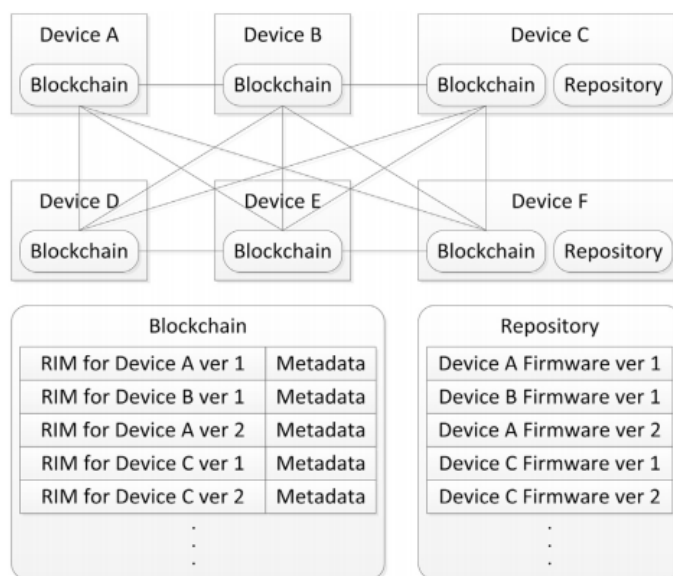 Device A
Device B
Device C
Blockchain
Blockchain
Blockchain
Repository
Device D
Device E
Device F
Blockchain
Blockchain
Blockchain
Repository
Blockchain
RIM for Device A ver 1 Metadata
RIM for Device B ver 1 Metadata
RIM for Device A ver 2 Metadata
RIM for Device C ver 1 Metadata
RIM for Device C ver 2 Metadata
Repository
Device A Firmware ver 1
Device B Firmware ver 1
Device A Firmware ver 2
Device C Firmware ver 1
Device C Firmware ver 2